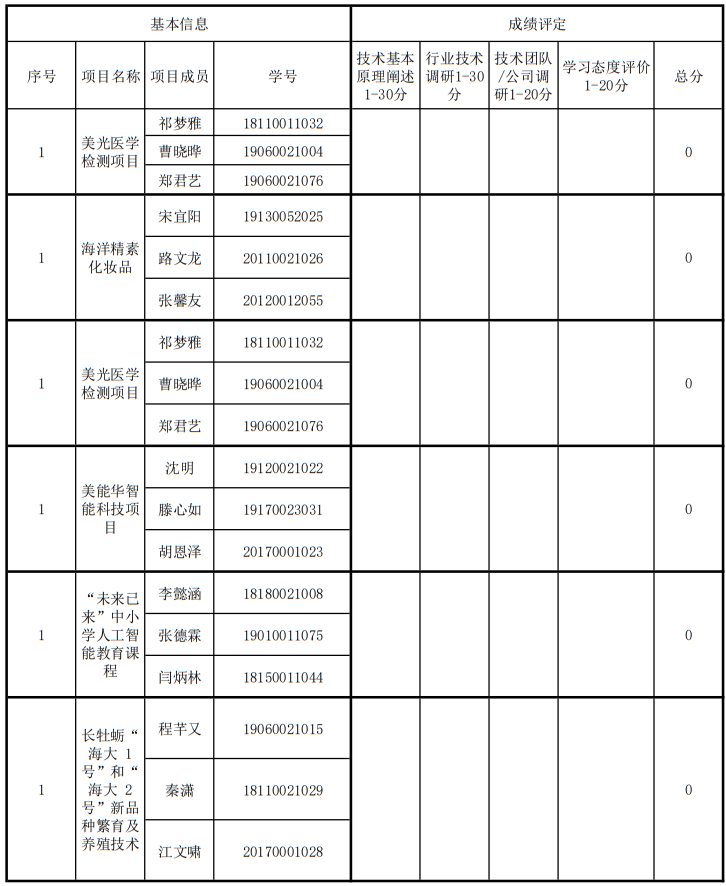 基本信息
成绩评定
序号
项目名称
项目成员
学号
技术基本
原理阐述
1-30分
行业技术
调研1-30
分
技术团队
/公司调
研1-20分
学习态度评价
1-20分
总分
1
美光医学
检测项目
祁梦雅
18110011032
曹晓晔
19060021004
郑君艺
19060021076
0
1
海洋精素
化妆品
宋宜阳
19130052025
路文龙
20110021026
张馨友
20120012055
0
1
美光医学
检测项目
祁梦雅
18110011032
曹晓晔
19060021004
郑君艺
19060021076
0
1
美能华智
能科技项
目
沈明
19120021022
滕心如
19170023031
胡恩泽
20170001023
0
1
“未来已
来”中小
学人工智
能教育课
程
李懿涵
18180021008
张德霖
19010011075
闫炳林
18150011044
0
1
长牡蛎“
海大 1
号”和“
海大 2
号”新品
种繁育及
养殖技术
程芊又
19060021015
秦潇
18110021029
江文啸
20170001028
0